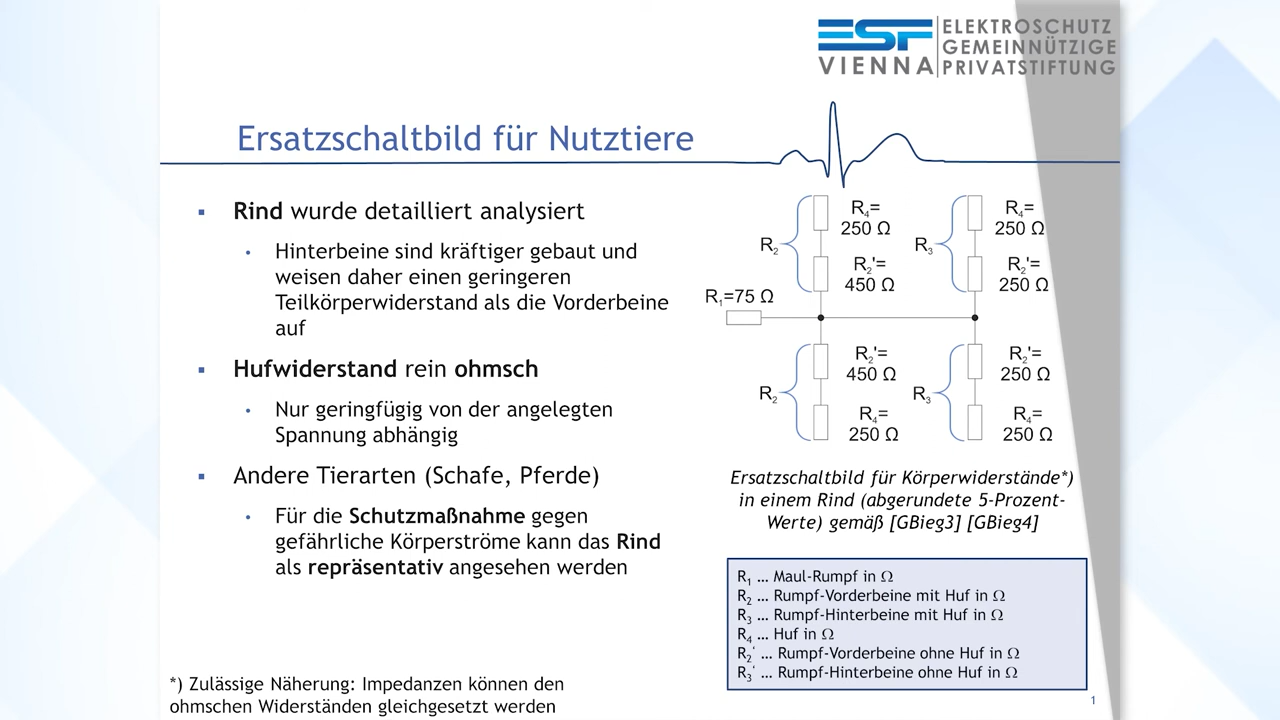 ESF
VIENNA
ELEKTROSCHUTZ
GEMEINNÜTZIGE
PRIVATSTIFTUNG
Ersatzschaltbild für Nutztiere
▪ Rind wurde detailliert analysiert
• Hinterbeine sind kräftiger gebaut und
weisen daher einen geringeren
Teilkörperwiderstand als die Vorderbeine
auf
▪ Hufwiderstand rein ohmsch
• Nur geringfügig von der angelegten
Spannung abhängig
▪ Andere Tierarten (Schafe, Pferde)
• Für die Schutzmaßnahme gegen
gefährliche Körperströme kann das Rind
als repräsentativ angesehen werden
*) Zulässige Näherung: Impedanzen können den
ohmschen Widerständen gleichgesetzt werden
R₂
R₄=
250 Ω
R₂'=
450 Ω
R₃
R₄=
250 Ω
R₂'=
250 Ω
R₁=75 Ω
R₂
R₂'=
450 Ω
R₄=
250 Ω
R₃
R₂'=
250 Ω
R₄=
250 Ω
Ersatzschaltbild für Körperwiderstände*)
in einem Rind (abgerundete 5-Prozent-
Werte) gemäß [GBieg3] [GBieg4]
R₁ … Maul-Rumpf in Ω
R₂ … Rumpf-Vorderbeine mit Huf in Ω
R₃ … Rumpf-Hinterbeine mit Huf in Ω
R₄ … Huf in Ω
R₂' … Rumpf-Vorderbeine ohne Huf in Ω
R₃' … Rumpf-Hinterbeine ohne Huf in Ω
1